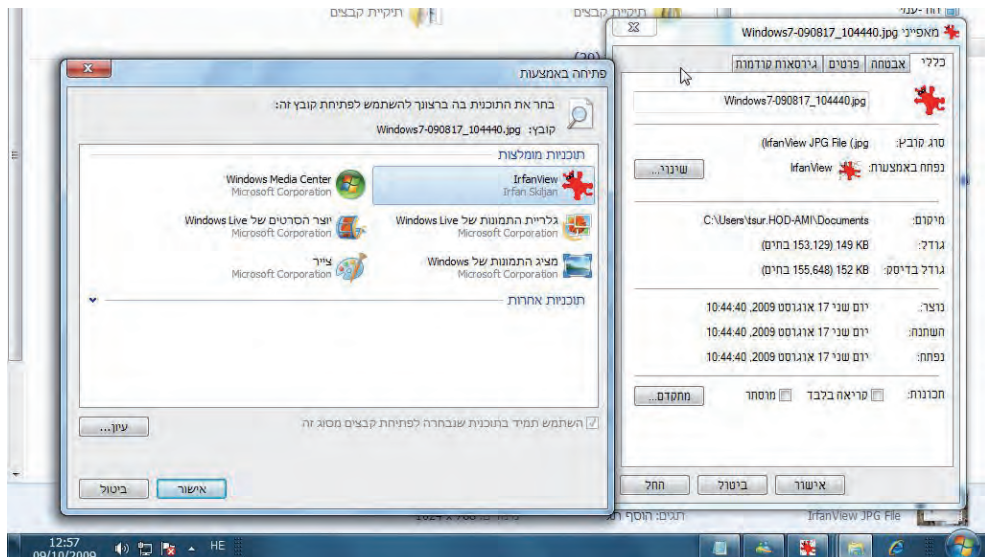 תיקיית קבצים
תיקיית קבצים
(20)
מאפייני Windows7-090817_104440.jpg
כללי
אבטחה
פרטים
גירסאות קודמות
Windows7-090817_104440.jpg
סוג קובץ: IrfanView JPG File (.jpg)
נפתח באמצעות: IrfanView
שינוי...
מיקום: C:\Users\tsur.HOD-AMI\Documents
גודל: 149 KB (153,129 בתים)
גודל בדיסק: 152 KB (155,648 בתים)
נוצר: יום שני 17 אוגוסט 2009, 10:44:40
השתנה: יום שני 17 אוגוסט 2009, 10:44:40
נפתח: יום שני 17 אוגוסט 2009, 10:44:40
תכונות: קריאה בלבד מוסתר
מתקדם...
אישור
ביטול
החל
פתיחה באמצעות
בחר את התוכנית בה ברצונך להשתמש לפתיחת קובץ זה:
קובץ: Windows7-090817_104440.jpg
תוכניות מומלצות
IrfanView
Irfan Skiljan
Windows Media Center
Microsoft Corporation
גלריית התמונות של Windows Live
Microsoft Corporation
יוצר הסרטים של Windows Live
Microsoft Corporation
מציג התמונות של Windows
Microsoft Corporation
צייר
Microsoft Corporation
תוכניות אחרות
השתמש תמיד בתוכנית שנבחרה לפתיחת קבצים מסוג זה
עיון...
אישור
ביטול
IrfanView JPG File
תגים: הוסף
HE
12:57
09/10/2009